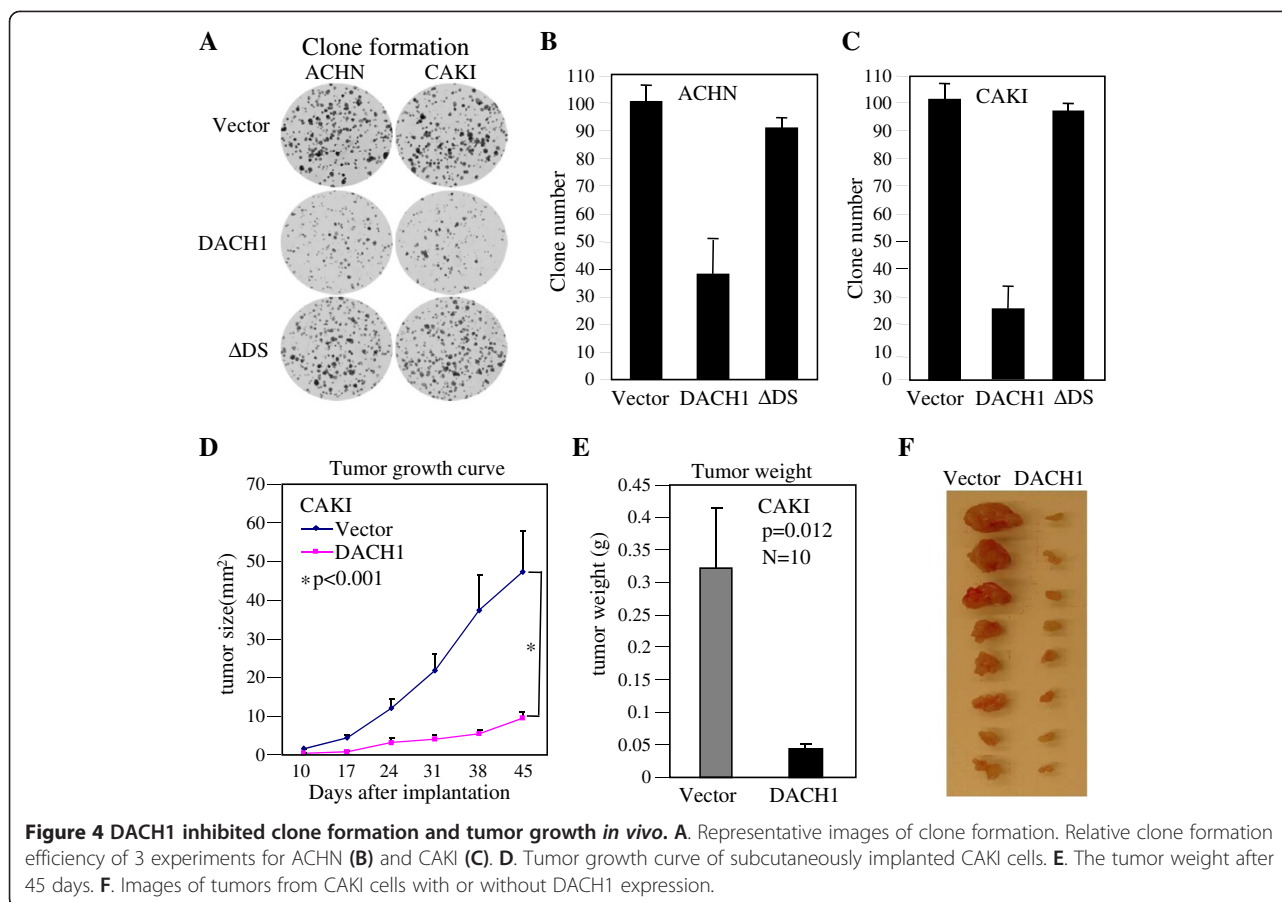 A
Clone formation
ACHN CAKI
Vector
DACH1
ΔDS
B
110
100
90
80
70
60
50
40
30
20
10
0
Clone number
ACHN
Vector DACH1 ΔDS
C
110
100
90
80
70
60
50
40
30
20
10
0
Clone number
CAKI
Vector DACH1 ΔDS
D
Tumor growth curve
70
60
50
40
30
20
10
0
tumor size(mm²)
CAKI
Vector
DACH1
*p<0.001
*
10 17 24 31 38 45
Days after implantation
E
Tumor weight
0.45
0.4
0.35
0.3
0.25
0.2
0.15
0.1
0.05
0
tumor weight (g)
CAKI
p=0.012
N=10
Vector DACH1
F
Vector DACH1
Figure 4 DACH1 inhibited clone formation and tumor growth in vivo. A. Representative images of clone formation. Relative clone formation
efficiency of 3 experiments for ACHN (B) and CAKI (C). D. Tumor growth curve of subcutaneously implanted CAKI cells. E. The tumor weight after
45 days. F. Images of tumors from CAKI cells with or without DACH1 expression.